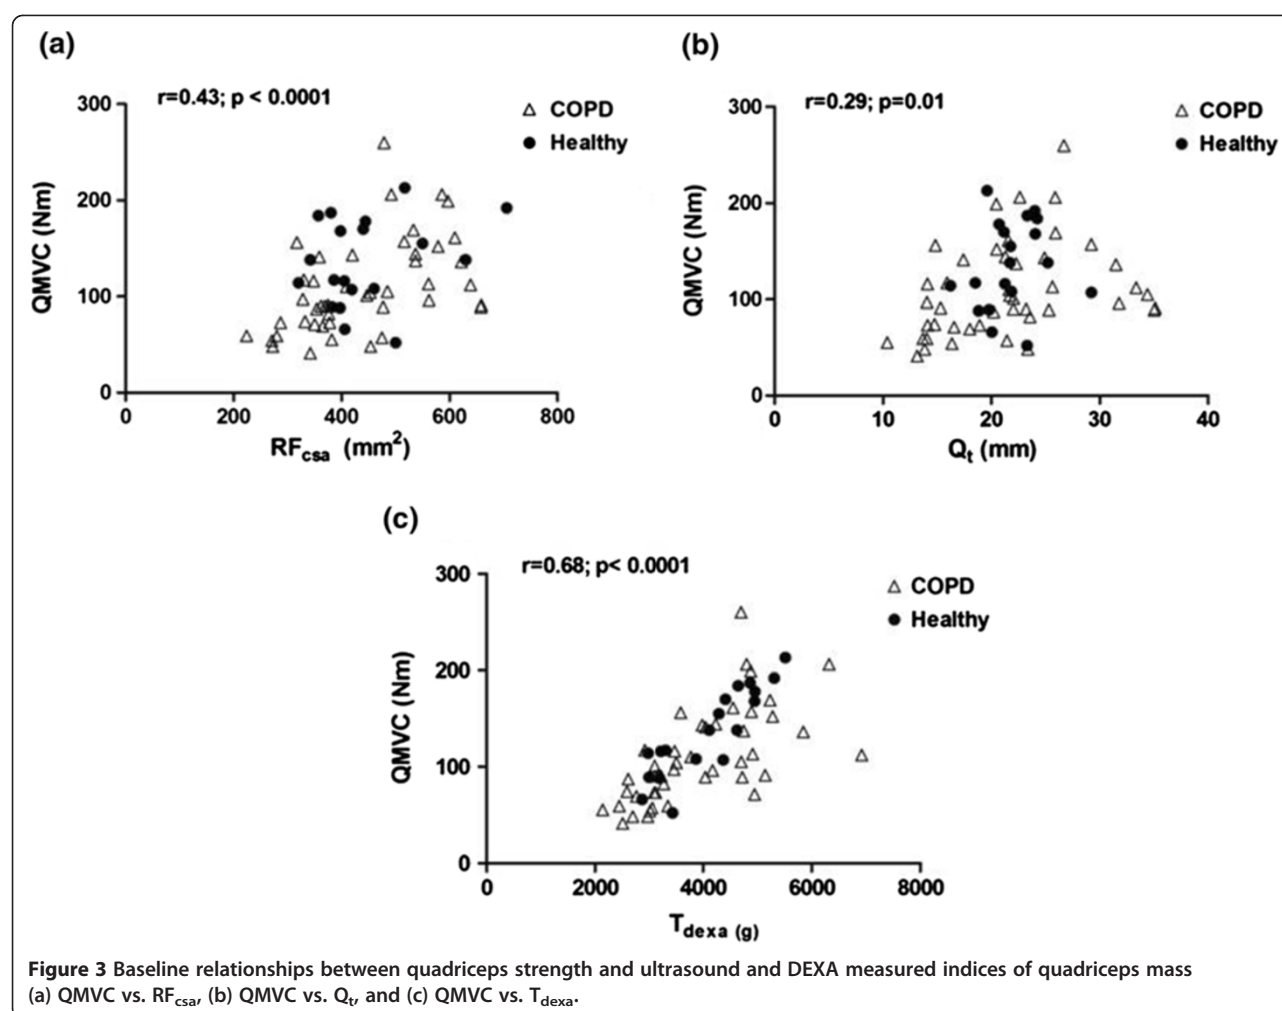 (a)
r=0.43; p < 0.0001
COPD
Healthy
300
200
100
0
QMVC (Nm)
0 200 400 600 800
RFcsa (mm2)
(b)
r=0.29; p=0.01
COPD
Healthy
300
200
100
0
QMVC (Nm)
0 10 20 30 40
Qt (mm)
(c)
r=0.68; p< 0.0001
COPD
Healthy
300
200
100
0
QMVC (Nm)
0 2000 4000 6000 8000
Tdexa (g)
Figure 3 Baseline relationships between quadriceps strength and ultrasound and DEXA measured indices of quadriceps mass
(a) QMVC vs. RFcsa, (b) QMVC vs. Qt, and (c) QMVC vs. Tdexa.